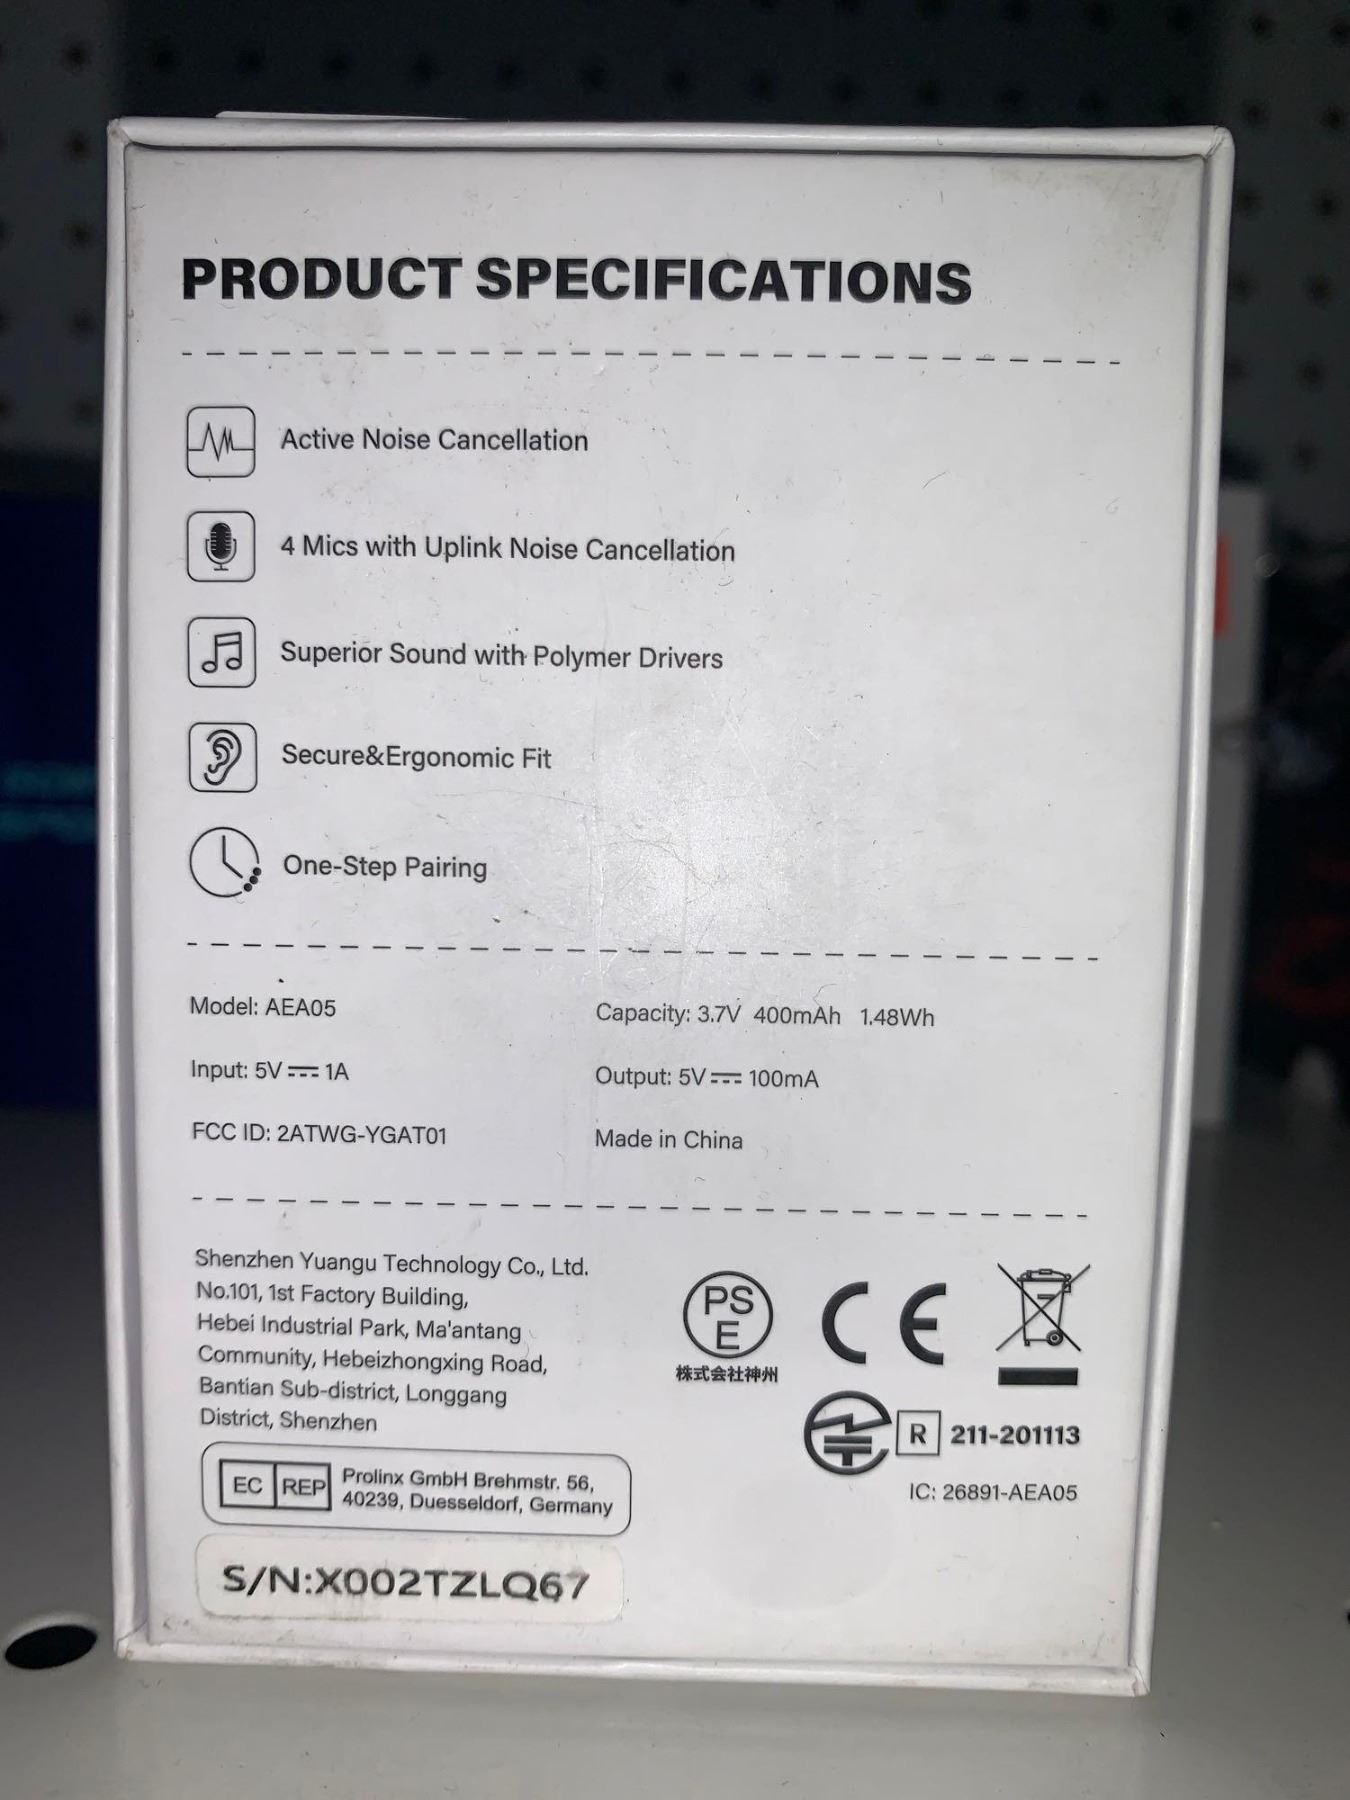 PRODUCT SPECIFICATIONS
Active Noise Cancellation
4 Mics with Uplink Noise Cancellation
Superior Sound with Polymer Drivers
Secure&Ergonomic Fit
One-Step Pairing
Model: AEA05
Capacity: 3.7V 400mAh 1.48Wh
Input: 5V⎓1A
Output: 5V⎓100mA
FCC ID: 2ATWG-YGAT01
Made in China
Shenzhen Yuangu Technology Co., Ltd.
No.101, 1st Factory Building,
Hebei Industrial Park, Ma'antang
Community, Hebeizhongxing Road,
Bantian Sub-district, Longgang
District, Shenzhen
PS
E
株式会社神州
CE
R 211-201113
IC: 26891-AEA05
EC REP
Prolinx GmbH Brehmstr. 56,
40239, Duesseldorf, Germany
S/N:X002TZLQ67